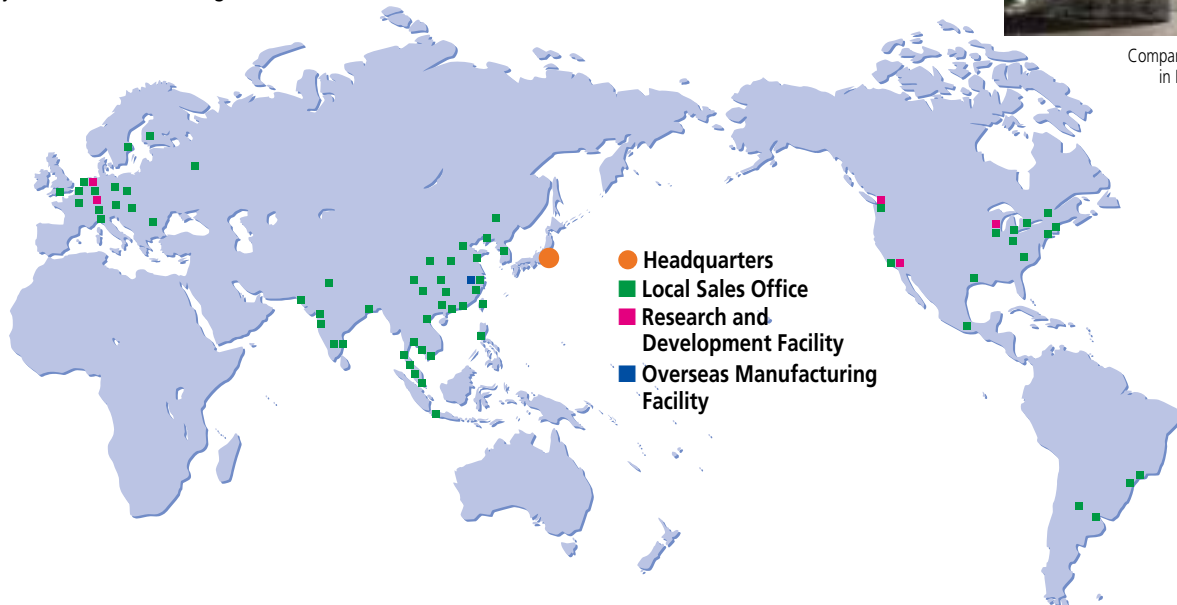 Compar
in
Headquarters
Local Sales Office
Research and
Development Facility
Overseas Manufacturing
Facility